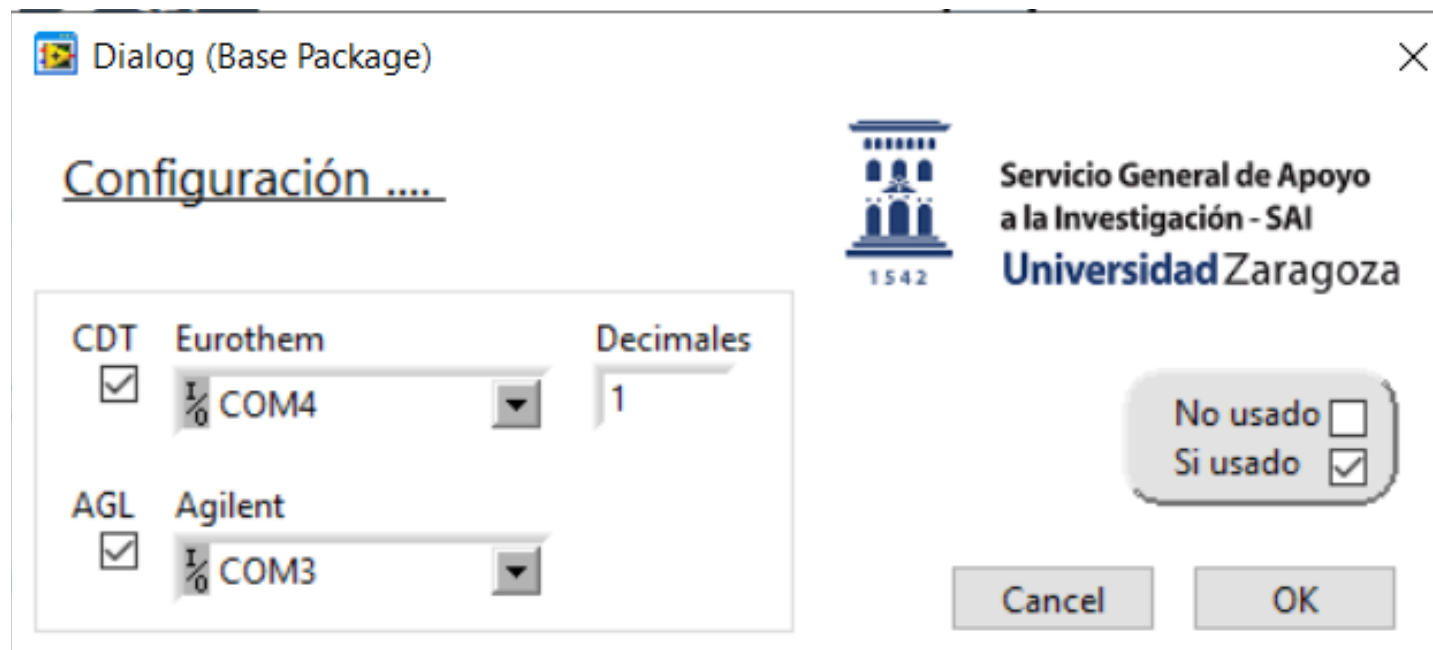 Dialog (Base Package)
Configuración ....
1542
Servicio General de Apoyo
a la Investigación - SAI
Universidad Zaragoza
CDT Eurothem Decimales
I/O COM4 1
No usado
Si usado
AGL Agilent
I/O COM3
Cancel OK